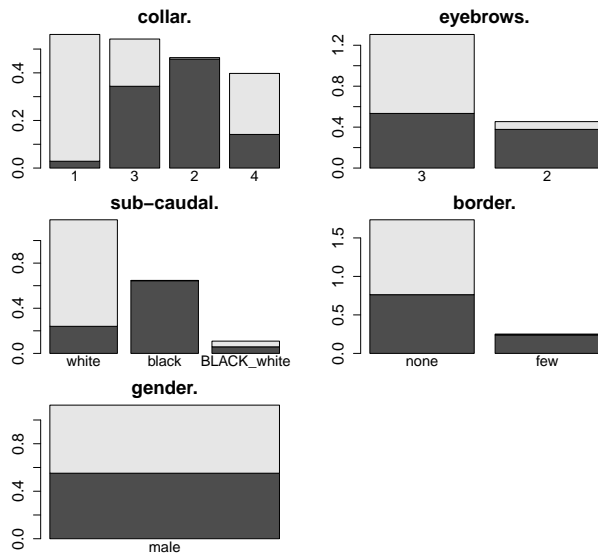 collar.
0.0 0.2 0.4
1 3 2 4
eyebrows.
0.0 0.4 0.8 1.2
3 2
sub−caudal.
0.0 0.4 0.8
white black BLACK_white
border.
0.0 0.5 1.0 1.5
none few
gender.
0.0 0.4 0.8
male